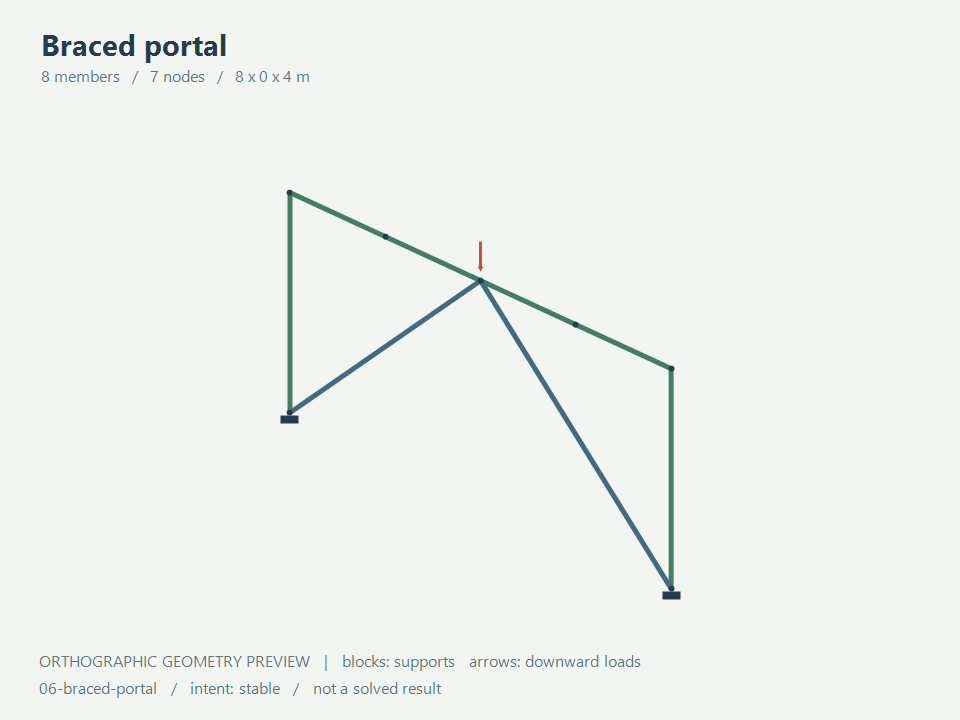 Braced portal
8 members / 7 nodes / 8 x 0 x 4 m
ORTHOGRAPHIC GEOMETRY PREVIEW | blocks: supports arrows: downward loads
06-braced-portal / intent: stable / not a solved result